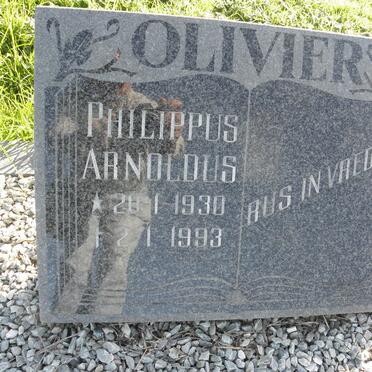 OLIVIERS
PHILIPPUS
ARNOLDUS
★ 20·1·1930
† 2·1·1993
RUS IN VREDE